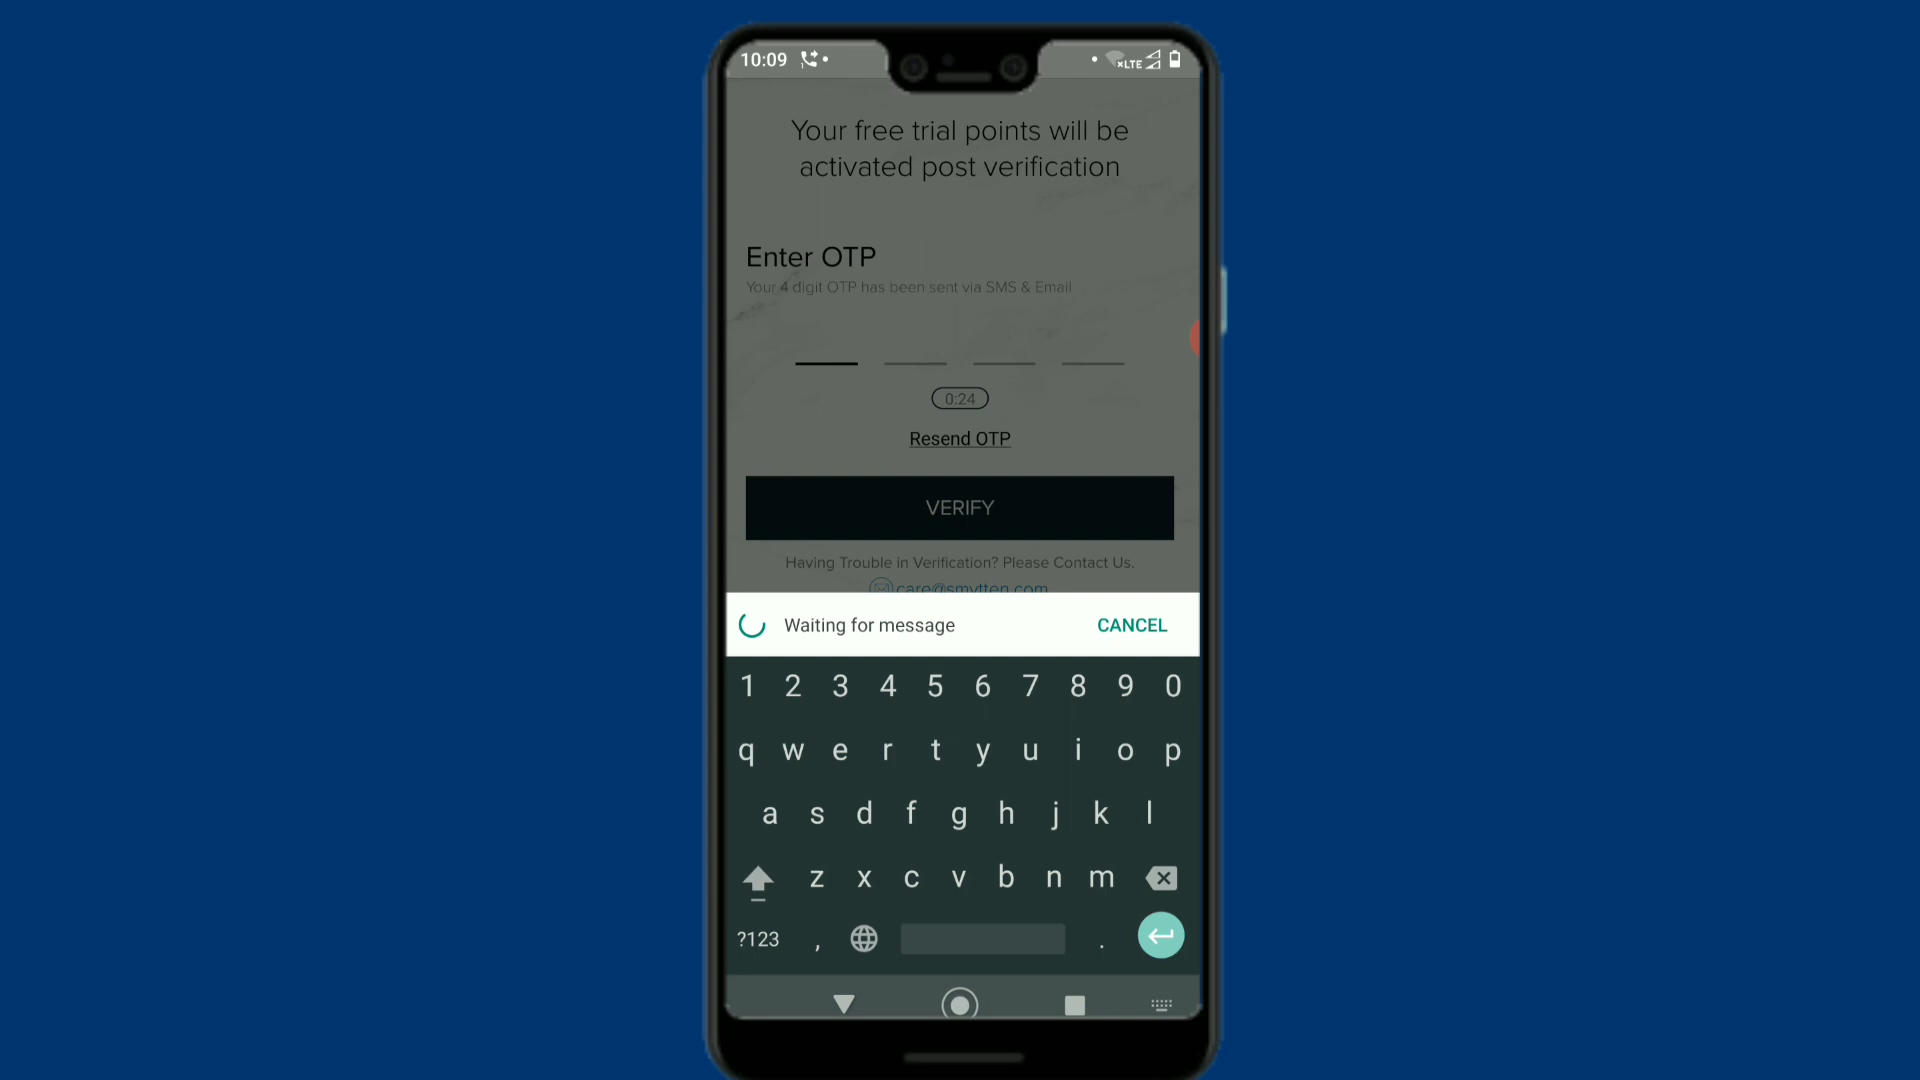 10:09
xLTE
Your free trial points will be
activated post verification
Enter OTP
Your 4 digit OTP has been sent via SMS & Email
0:24
Resend OTP
VERIFY
Having Trouble in Verification? Please Contact Us.
care@smytten.com
Waiting for message CANCEL
1 2 3 4 5 6 7 8 9 0
q w e r t y u i o p
a s d f g h j k l
z x c v b n m
?123 , .